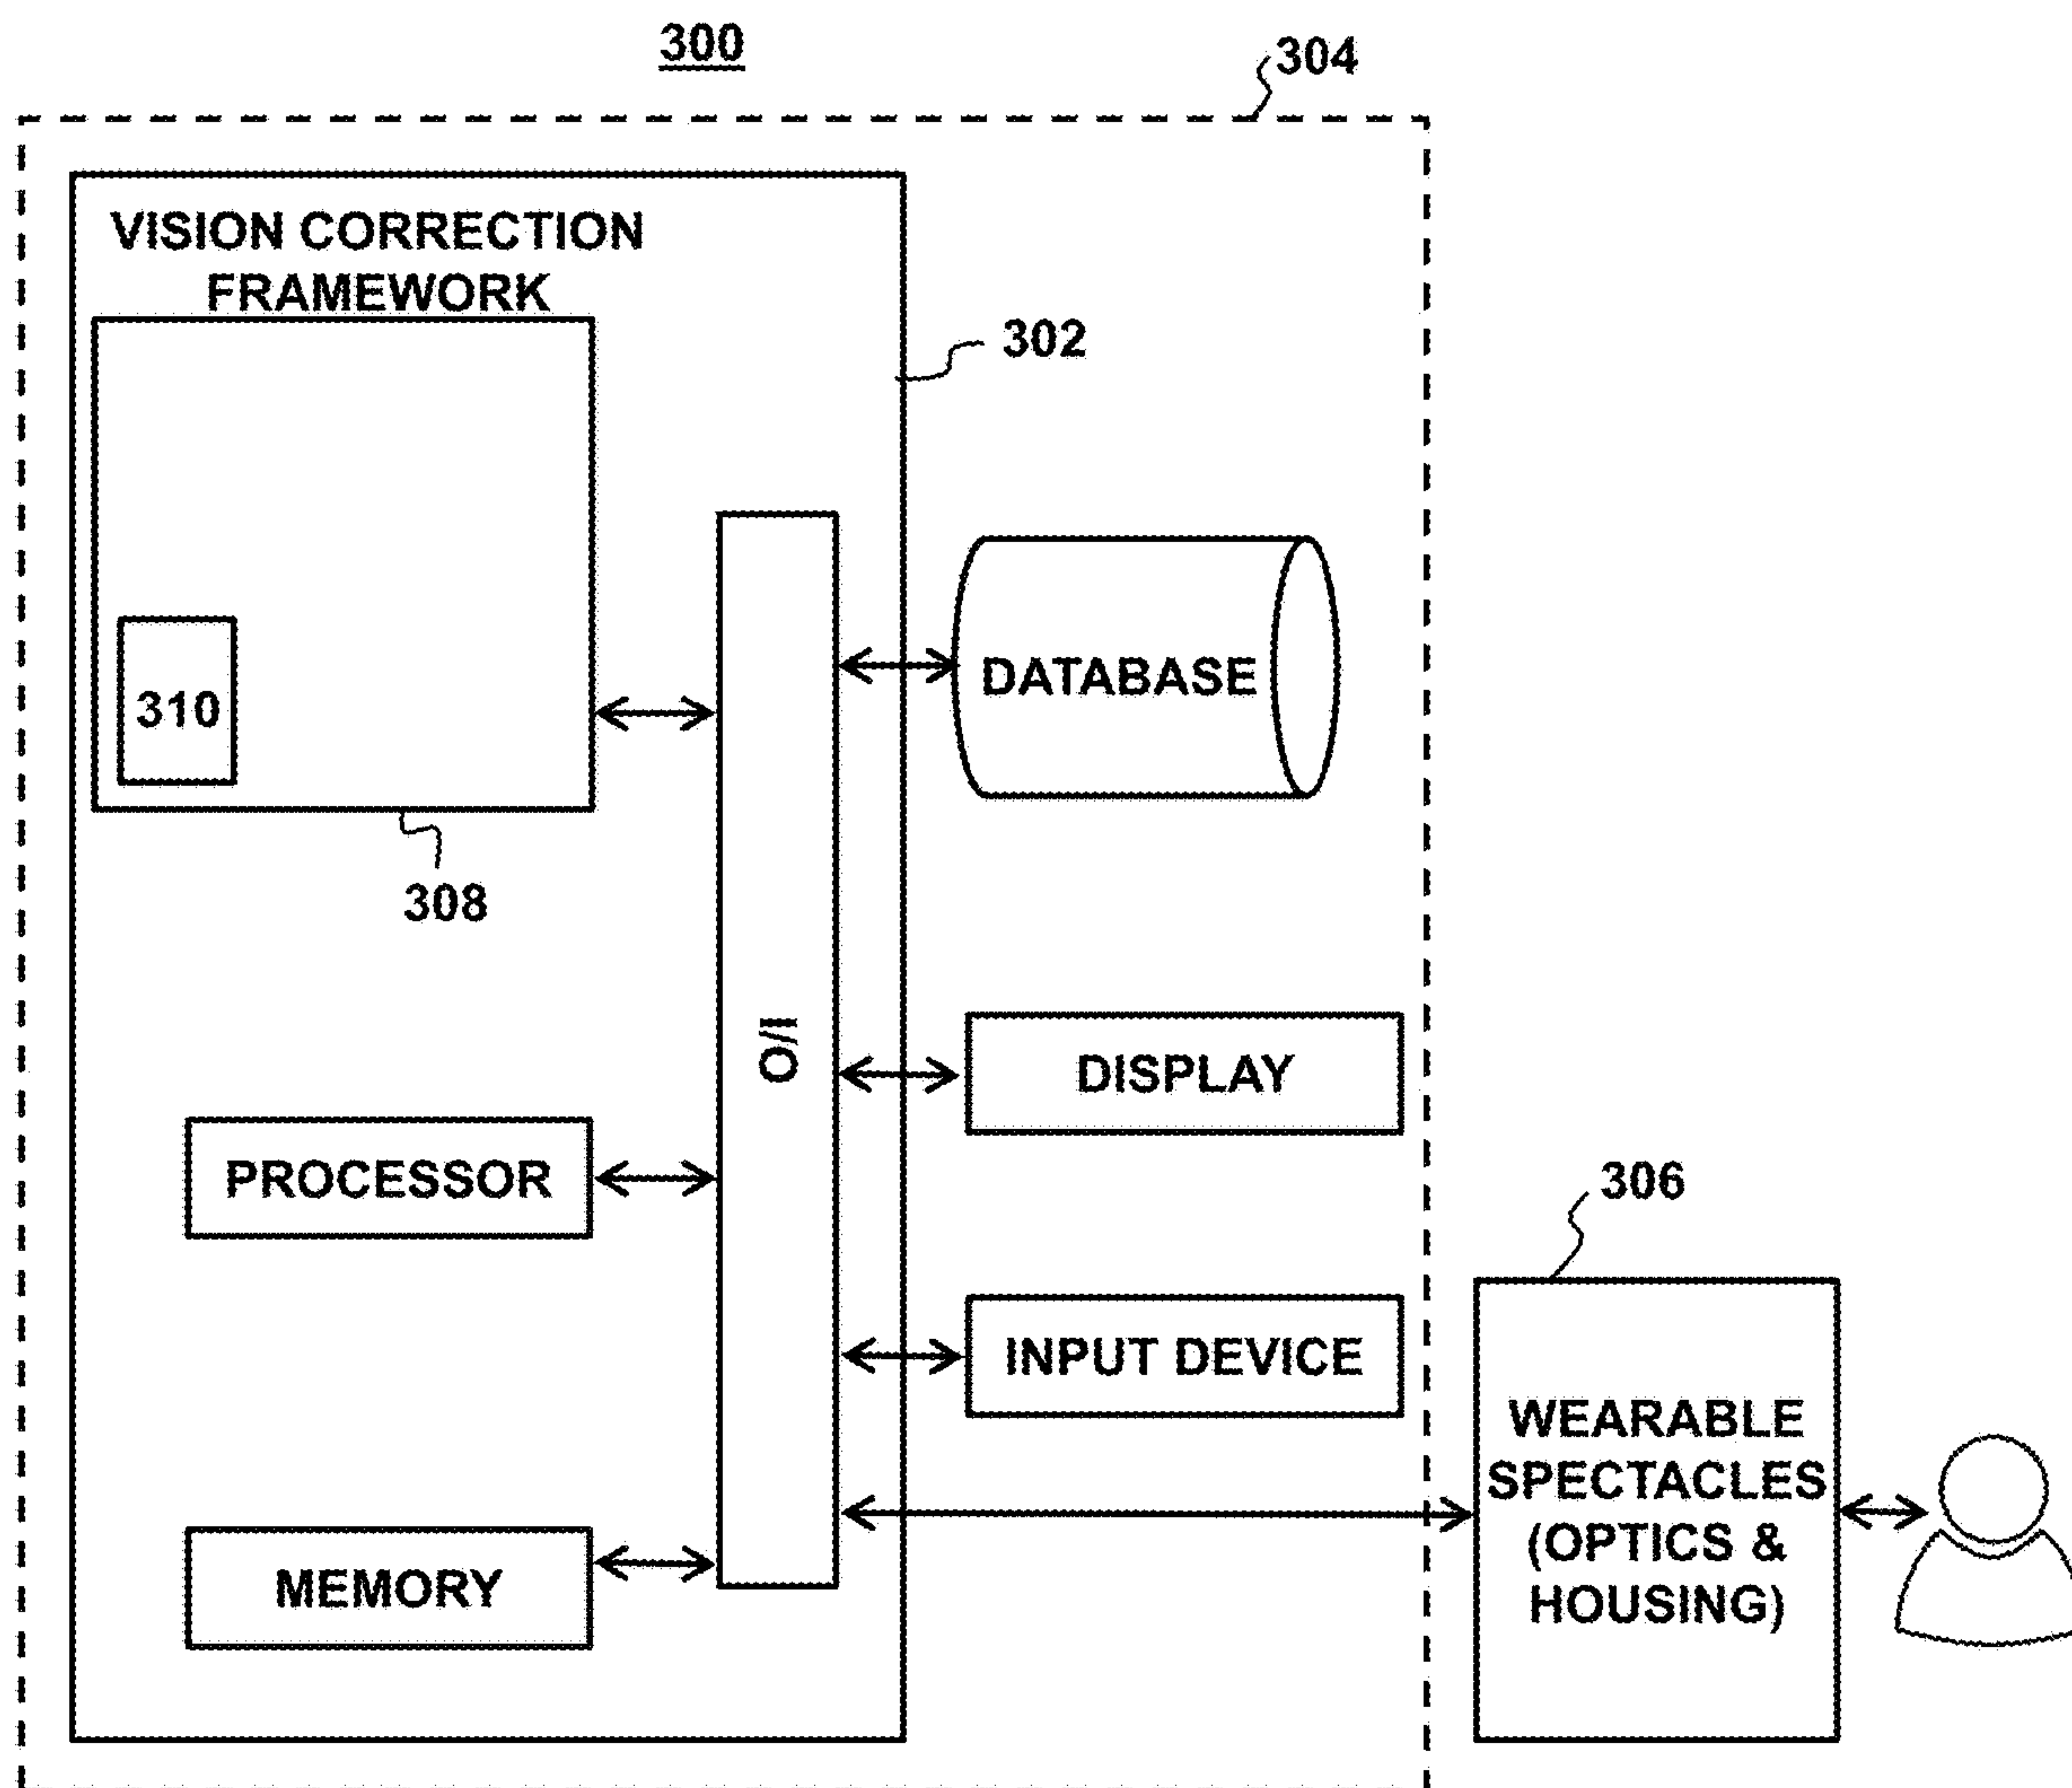 300
304
VISION CORRECTION
FRAMEWORK
302
310
DATABASE
308
O/I
DISPLAY
PROCESSOR
306
INPUT DEVICE
WEARABLE
SPECTACLES
(OPTICS &
HOUSING)
MEMORY